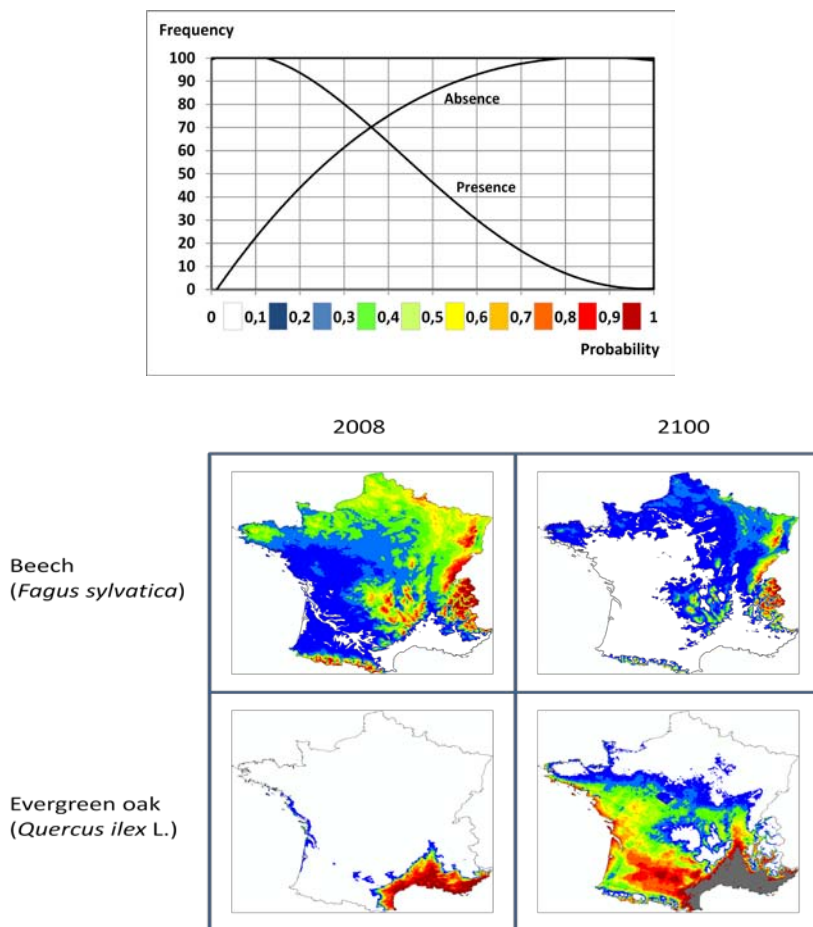 Frequency
100
90
80
70
60
50
40
30
20
10
0
Absence
Presence
0 0,1 0,2 0,3 0,4 0,5 0,6 0,7 0,8 0,9 1
Probability
2008 2100
Beech
(Fagus sylvatica)
Evergreen oak
(Quercus ilex L.)